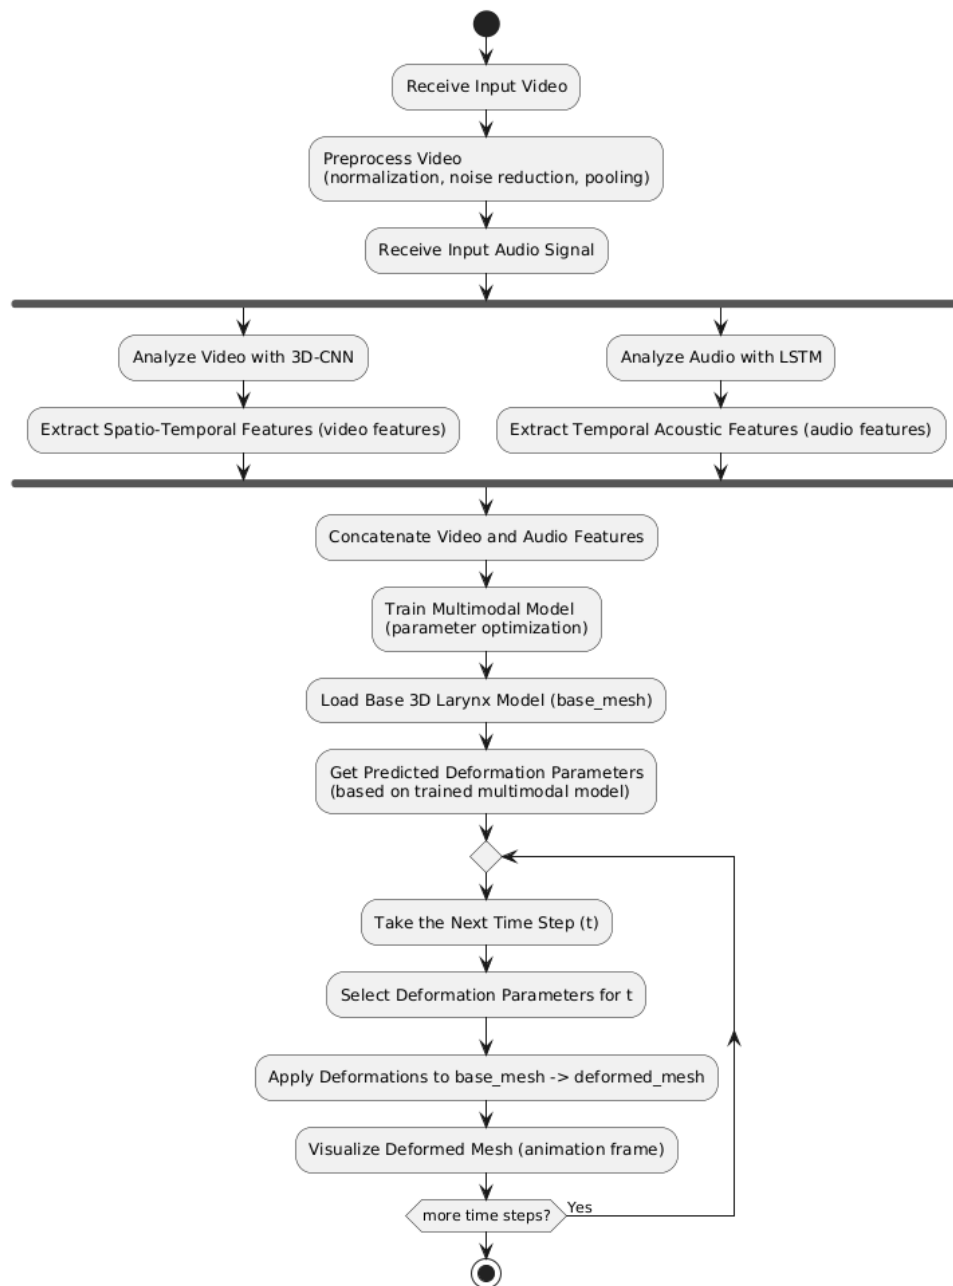 Receive Input Video
Preprocess Video
(normalization, noise reduction, pooling)
Receive Input Audio Signal
Analyze Video with 3D-CNN
Analyze Audio with LSTM
Extract Spatio-Temporal Features (video features)
Extract Temporal Acoustic Features (audio features)
Concatenate Video and Audio Features
Train Multimodal Model
(parameter optimization)
Load Base 3D Larynx Model (base_mesh)
Get Predicted Deformation Parameters
(based on trained multimodal model)
Take the Next Time Step (t)
Select Deformation Parameters for t
Apply Deformations to base_mesh -> deformed_mesh
Visualize Deformed Mesh (animation frame)
more time steps?
Yes